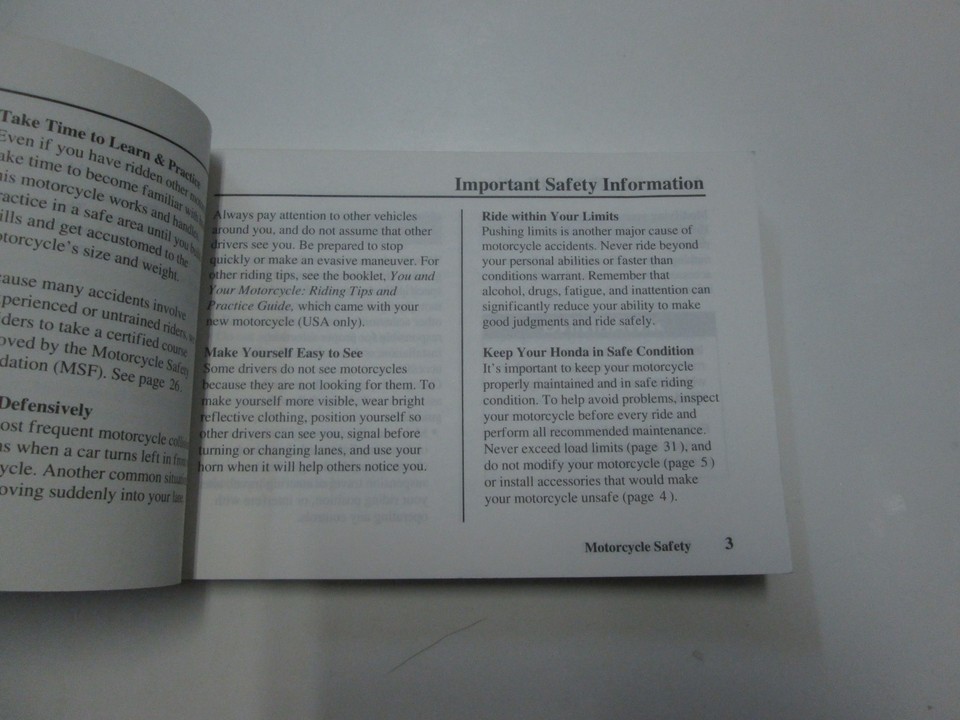 Take Time to Learn & Practice
Even if you have ridden other
take time to become familiar with
this motorcycle works and handles.
ractice in a safe area until you
ills and get accustomed to the
otorcycle's size and weight.
cause many accidents involve
perienced or untrained riders,
ders to take a certified course
oved by the Motorcycle Safety
dation (MSF). See page 26.
Defensively
ost frequent motorcycle
ns when a car turns left in
ycle. Another common
oving suddenly into your lane.
Important Safety Information
Always pay attention to other vehicles
around you, and do not assume that other
drivers see you. Be prepared to stop
quickly or make an evasive maneuver. For
other riding tips, see the booklet, You and
Your Motorcycle: Riding Tips and
Practice Guide, which came with your
new motorcycle (USA only).
Make Yourself Easy to See
Some drivers do not see motorcycles
because they are not looking for them. To
make yourself more visible, wear bright
reflective clothing, position yourself so
other drivers can see you, signal before
turning or changing lanes, and use your
horn when it will help others notice you.
Ride within Your Limits
Pushing limits is another major cause of
motorcycle accidents. Never ride beyond
your personal abilities or faster than
conditions warrant. Remember that
alcohol, drugs, fatigue, and inattention can
significantly reduce your ability to make
good judgments and ride safely.
Keep Your Honda in Safe Condition
It's important to keep your motorcycle
properly maintained and in safe riding
condition. To help avoid problems, inspect
your motorcycle before every ride and
perform all recommended maintenance.
Never exceed load limits (page 31), and
do not modify your motorcycle (page 5)
or install accessories that would make
your motorcycle unsafe (page 4).
Motorcycle Safety 3